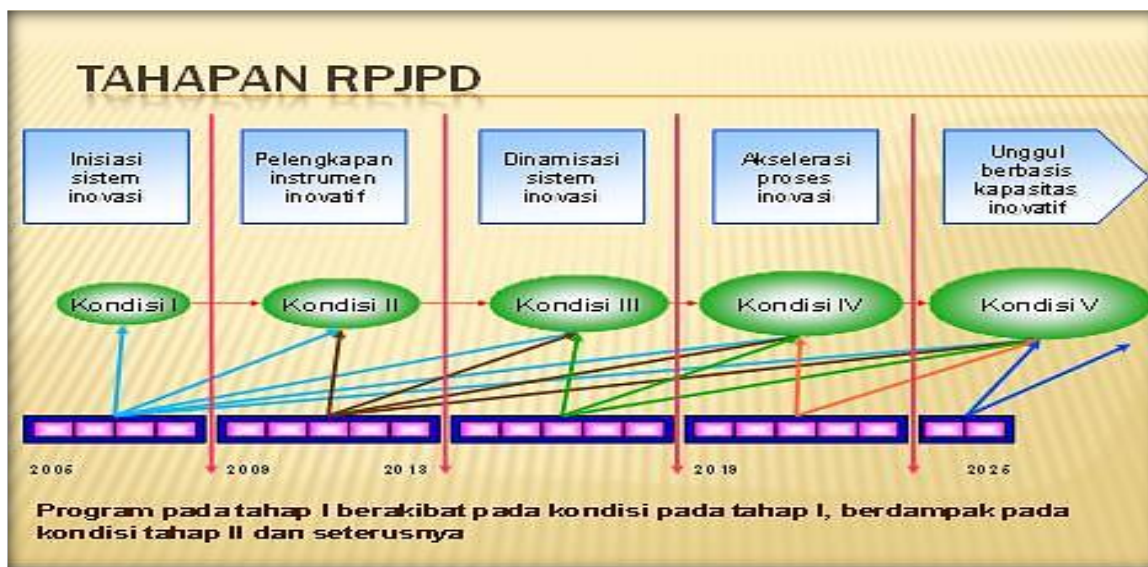 TAHAPAN RPJPD
Inisiasi
sistem
inovasi
Pelengkapan
instrumen
inovatif
Dinamisasi
sistem
inovasi
Akselerasi
proses
inovasi
Unggul
berbasis
kapasitas
inovatif
Kondisi I
Kondisi II
Kondisi III
Kondisi IV
Kondisi V
2009
2013
2019
2025
Program pada tahap I berakibat pada kondisi pada tahap I, berdampak pada
kondisi tahap II dan seterusnya